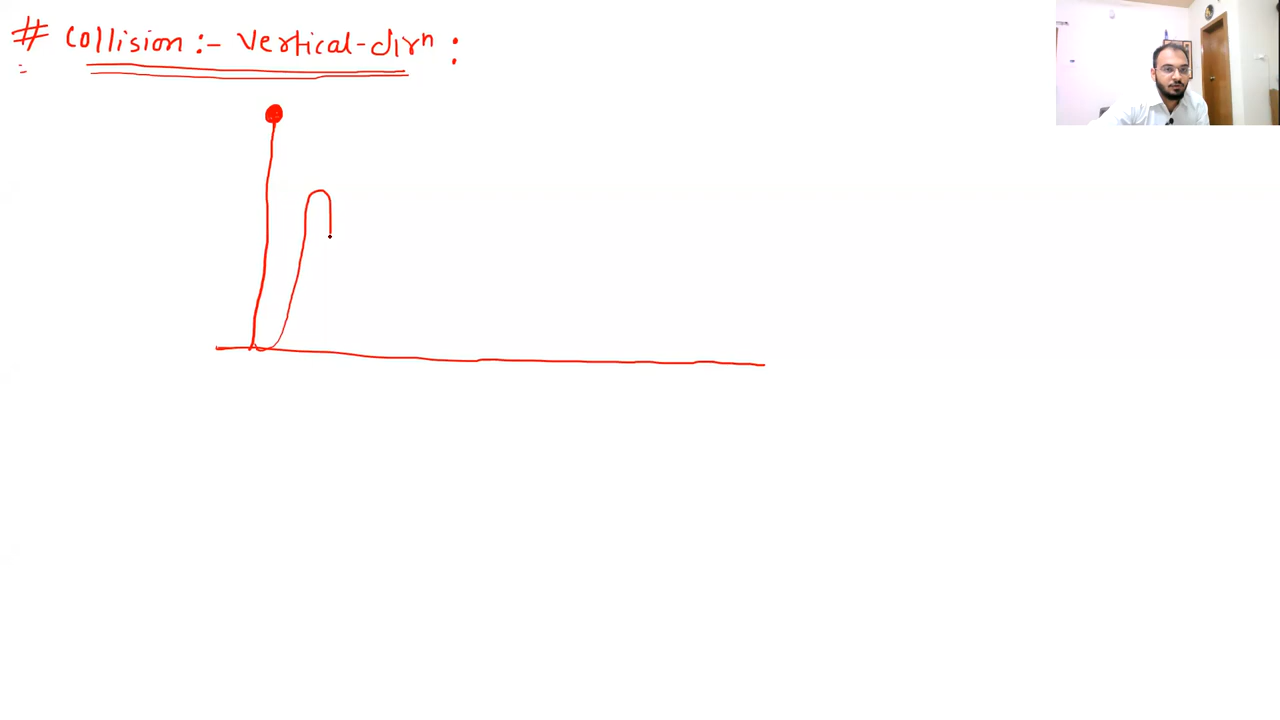 # Collision :- Vertical-dirⁿ :